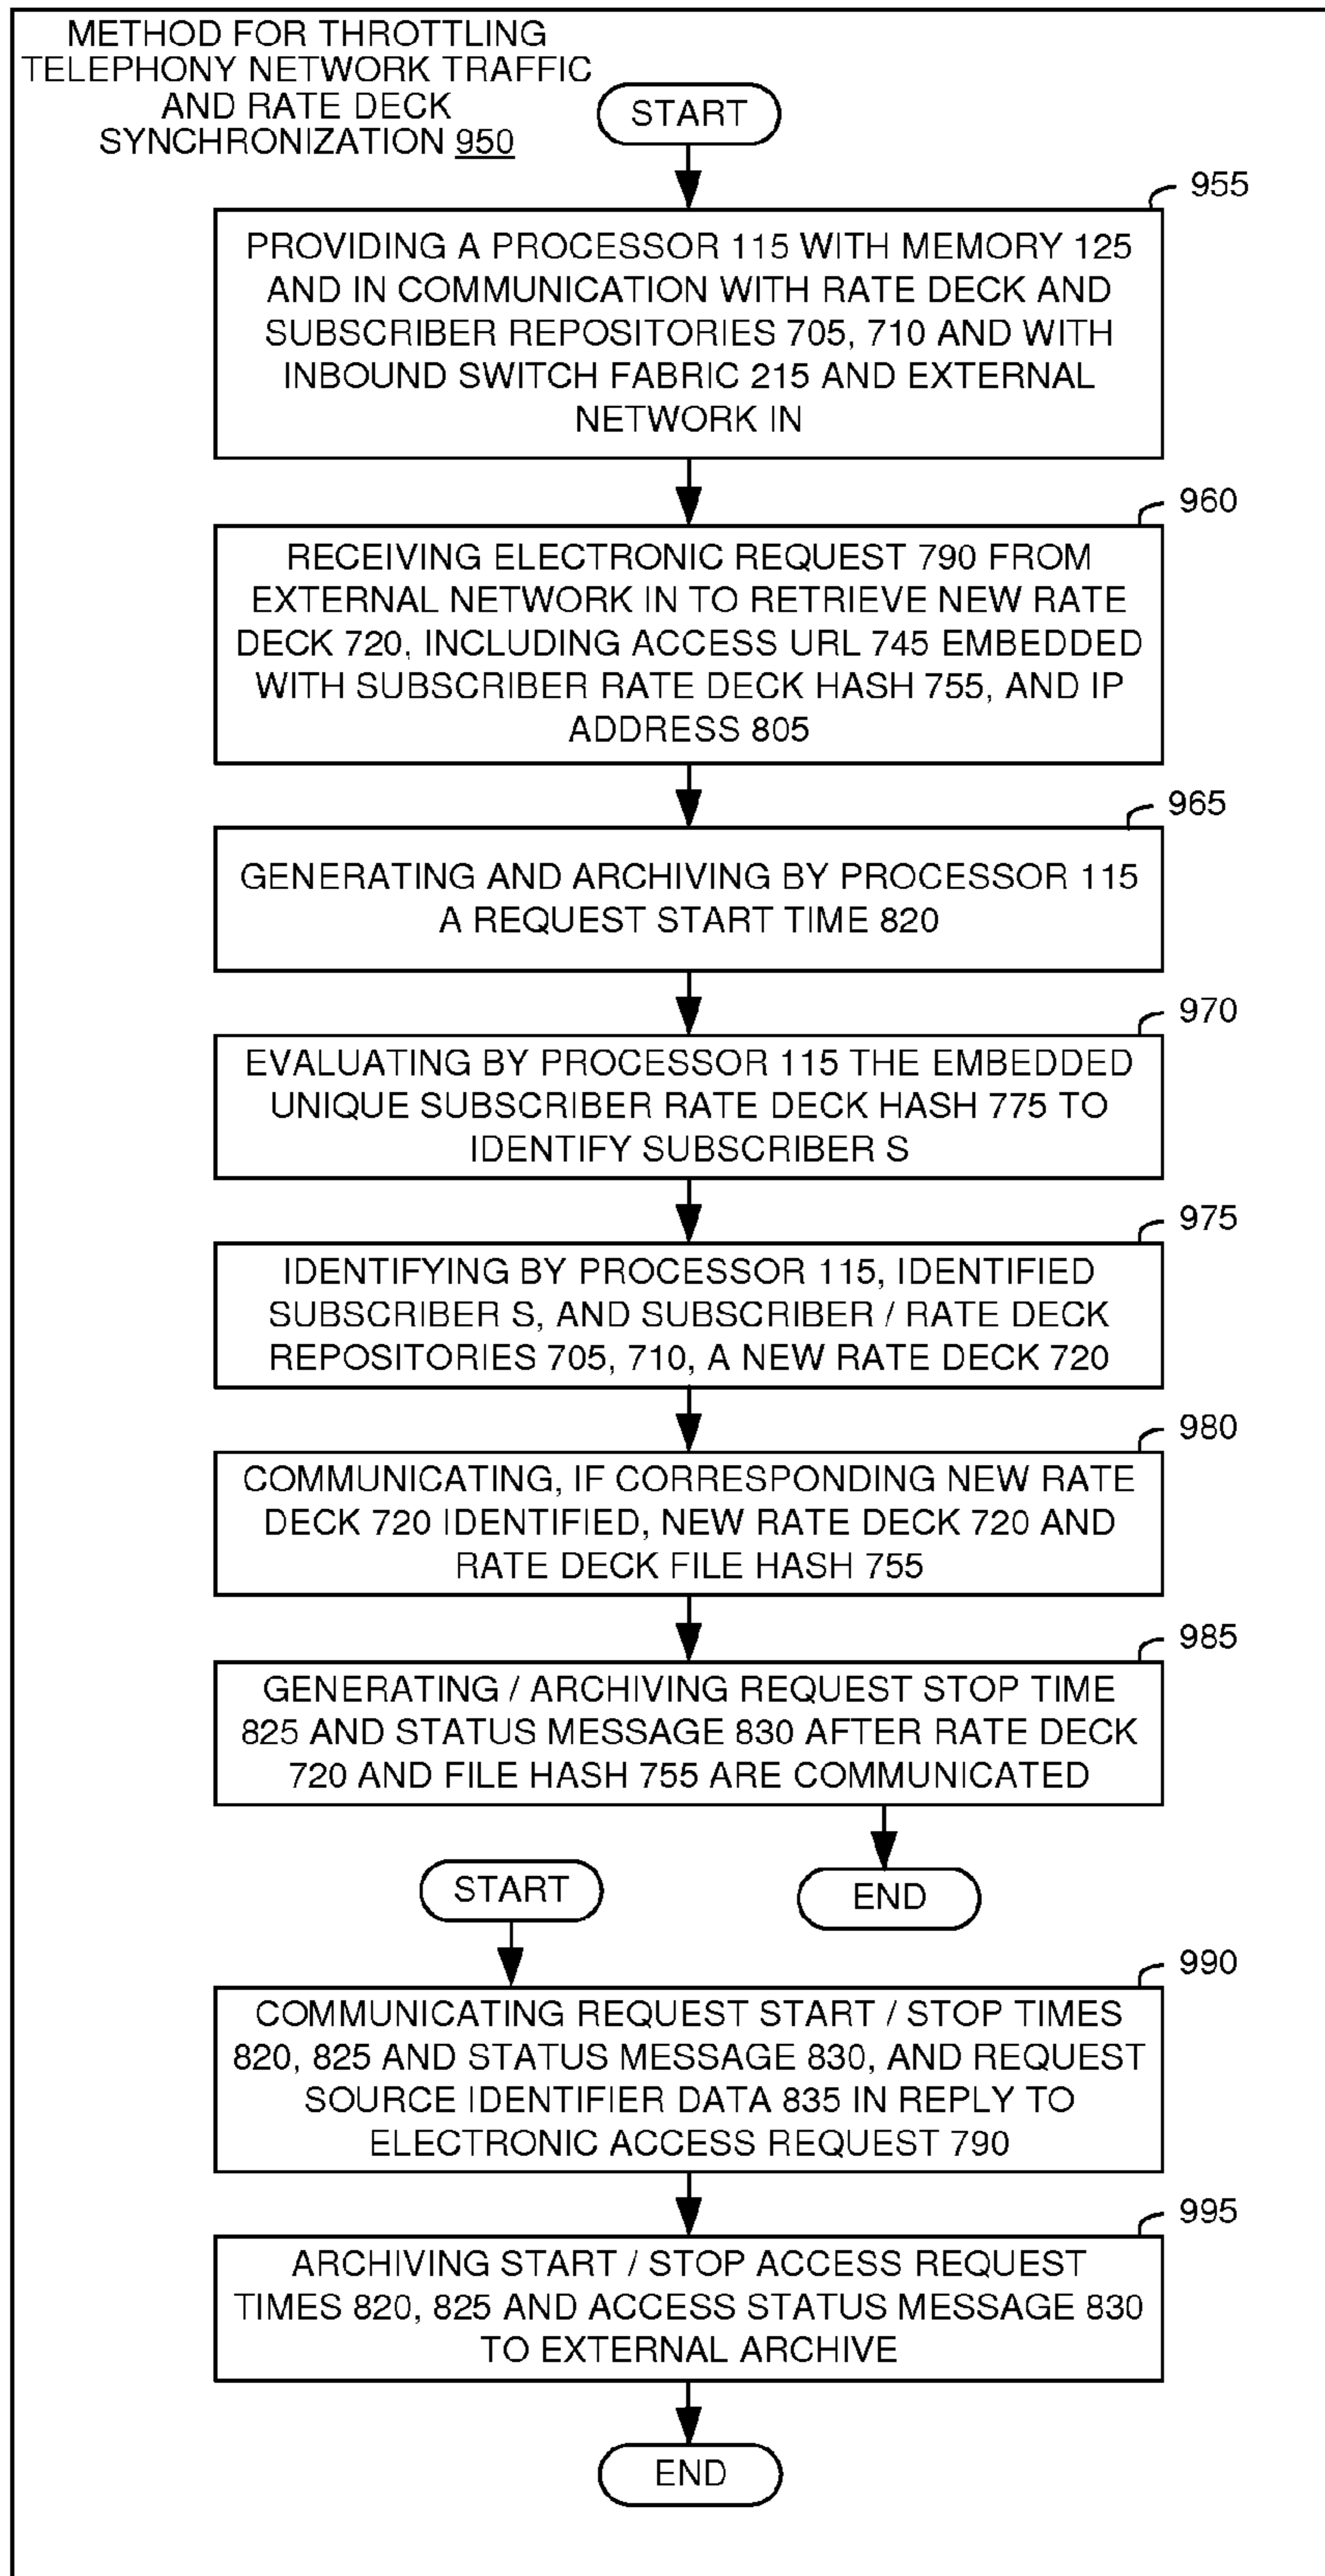 METHOD FOR THROTTLING
TELEPHONY NETWORK TRAFFIC
AND RATE DECK
SYNCHRONIZATION 950
START
955
PROVIDING A PROCESSOR 115 WITH MEMORY 125
AND IN COMMUNICATION WITH RATE DECK AND
SUBSCRIBER REPOSITORIES 705, 710 AND WITH
INBOUND SWITCH FABRIC 215 AND EXTERNAL
NETWORK IN
960
RECEIVING ELECTRONIC REQUEST 790 FROM
EXTERNAL NETWORK IN TO RETRIEVE NEW RATE
DECK 720, INCLUDING ACCESS URL 745 EMBEDDED
WITH SUBSCRIBER RATE DECK HASH 755, AND IP
ADDRESS 805
965
GENERATING AND ARCHIVING BY PROCESSOR 115
A REQUEST START TIME 820
970
EVALUATING BY PROCESSOR 115 THE EMBEDDED
UNIQUE SUBSCRIBER RATE DECK HASH 775 TO
IDENTIFY SUBSCRIBER S
975
IDENTIFYING BY PROCESSOR 115, IDENTIFIED
SUBSCRIBER S, AND SUBSCRIBER / RATE DECK
REPOSITORIES 705, 710, A NEW RATE DECK 720
980
COMMUNICATING, IF CORRESPONDING NEW RATE
DECK 720 IDENTIFIED, NEW RATE DECK 720 AND
RATE DECK FILE HASH 755
985
GENERATING / ARCHIVING REQUEST STOP TIME
825 AND STATUS MESSAGE 830 AFTER RATE DECK
720 AND FILE HASH 755 ARE COMMUNICATED
END
START
990
COMMUNICATING REQUEST START / STOP TIMES
820, 825 AND STATUS MESSAGE 830, AND REQUEST
SOURCE IDENTIFIER DATA 835 IN REPLY TO
ELECTRONIC ACCESS REQUEST 790
995
ARCHIVING START / STOP ACCESS REQUEST
TIMES 820, 825 AND ACCESS STATUS MESSAGE 830
TO EXTERNAL ARCHIVE
END